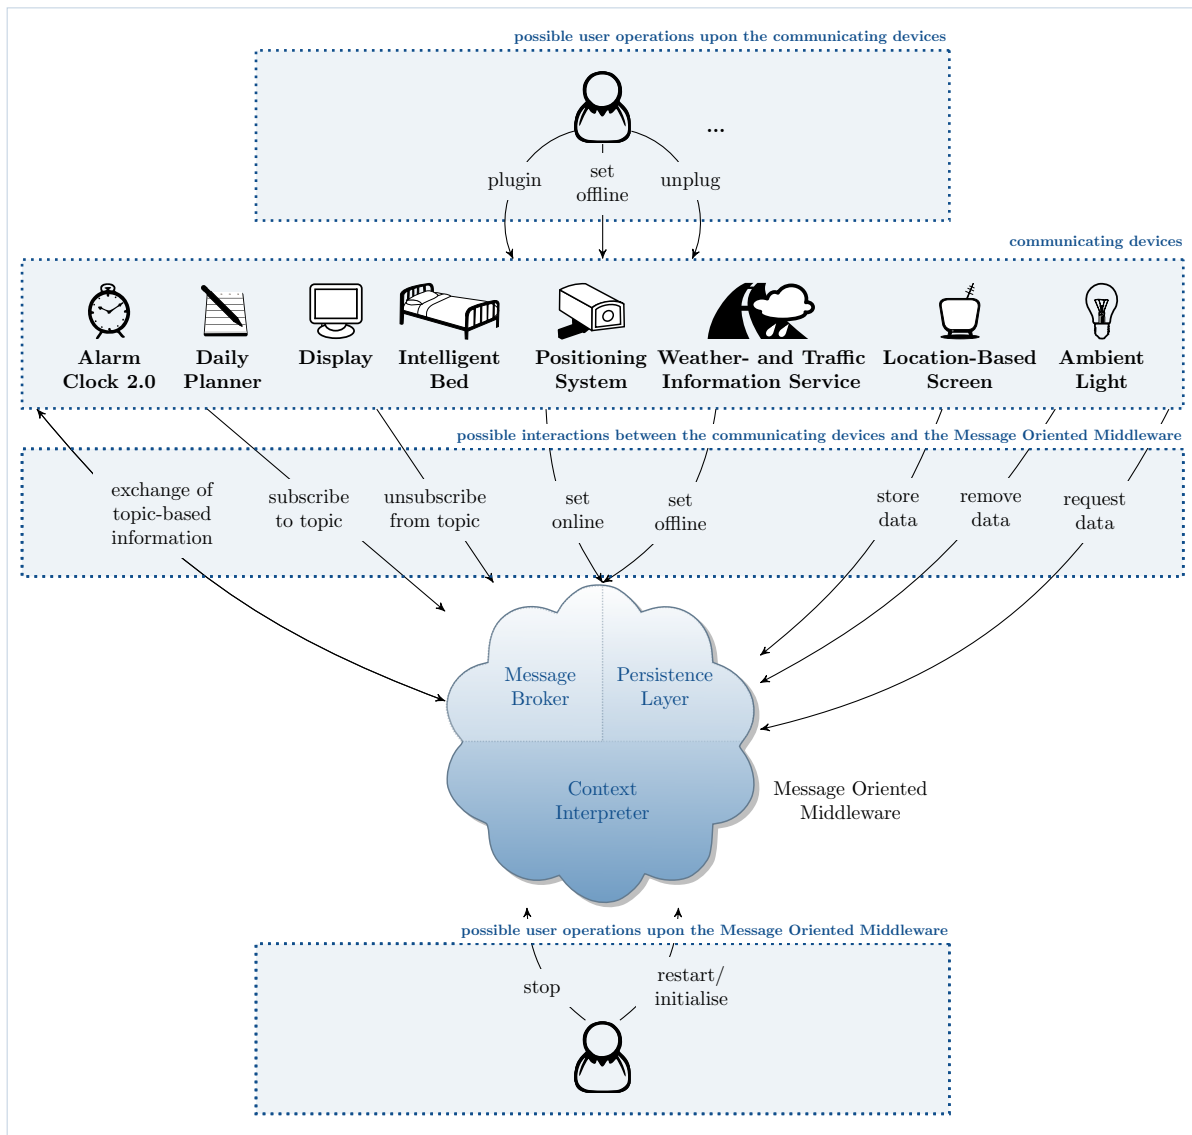 possible user operations upon the communicating devices
...
plugin
set
offline
unplug
communicating devices
Alarm
Clock 2.0
Daily
Planner
Display
Intelligent
Bed
Positioning
System
Weather- and Traffic
Information Service
Location-Based
Screen
Ambient
Light
possible interactions between the communicating devices and the Message Oriented Middleware
exchange of
topic-based
information
subscribe
to topic
unsubscribe
from topic
set
online
set
offline
store
data
remove
data
request
data
Message
Broker
Persistence
Layer
Context
Interpreter
Message Oriented
Middleware
possible user operations upon the Message Oriented Middleware
stop
restart/
initialise